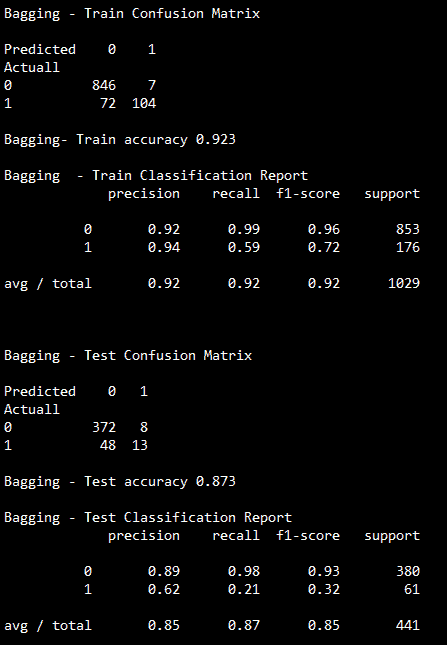 Bagging - Train Confusion Matrix
Predicted 0 1
Actuall
0 846 7
1 72 104
Bagging- Train accuracy 0.923
Bagging - Train Classification Report
precision recall f1-score support
0 0.92 0.99 0.96 853
1 0.94 0.59 0.72 176
avg / total 0.92 0.92 0.92 1029
Bagging - Test Confusion Matrix
Predicted 0 1
Actuall
0 372 8
1 48 13
Bagging - Test accuracy 0.873
Bagging - Test Classification Report
precision recall f1-score support
0 0.89 0.98 0.93 380
1 0.62 0.21 0.32 61
avg / total 0.85 0.87 0.85 441